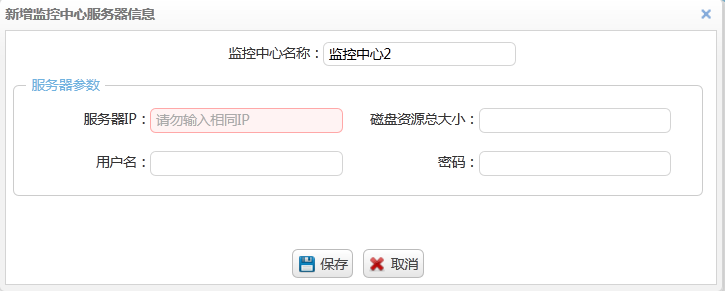 新增监控中心服务器信息
监控中心名称： 监控中心2
服务器参数
服务器IP： 请勿输入相同IP 磁盘资源总大小：
用户名： 密码：
保存 取消